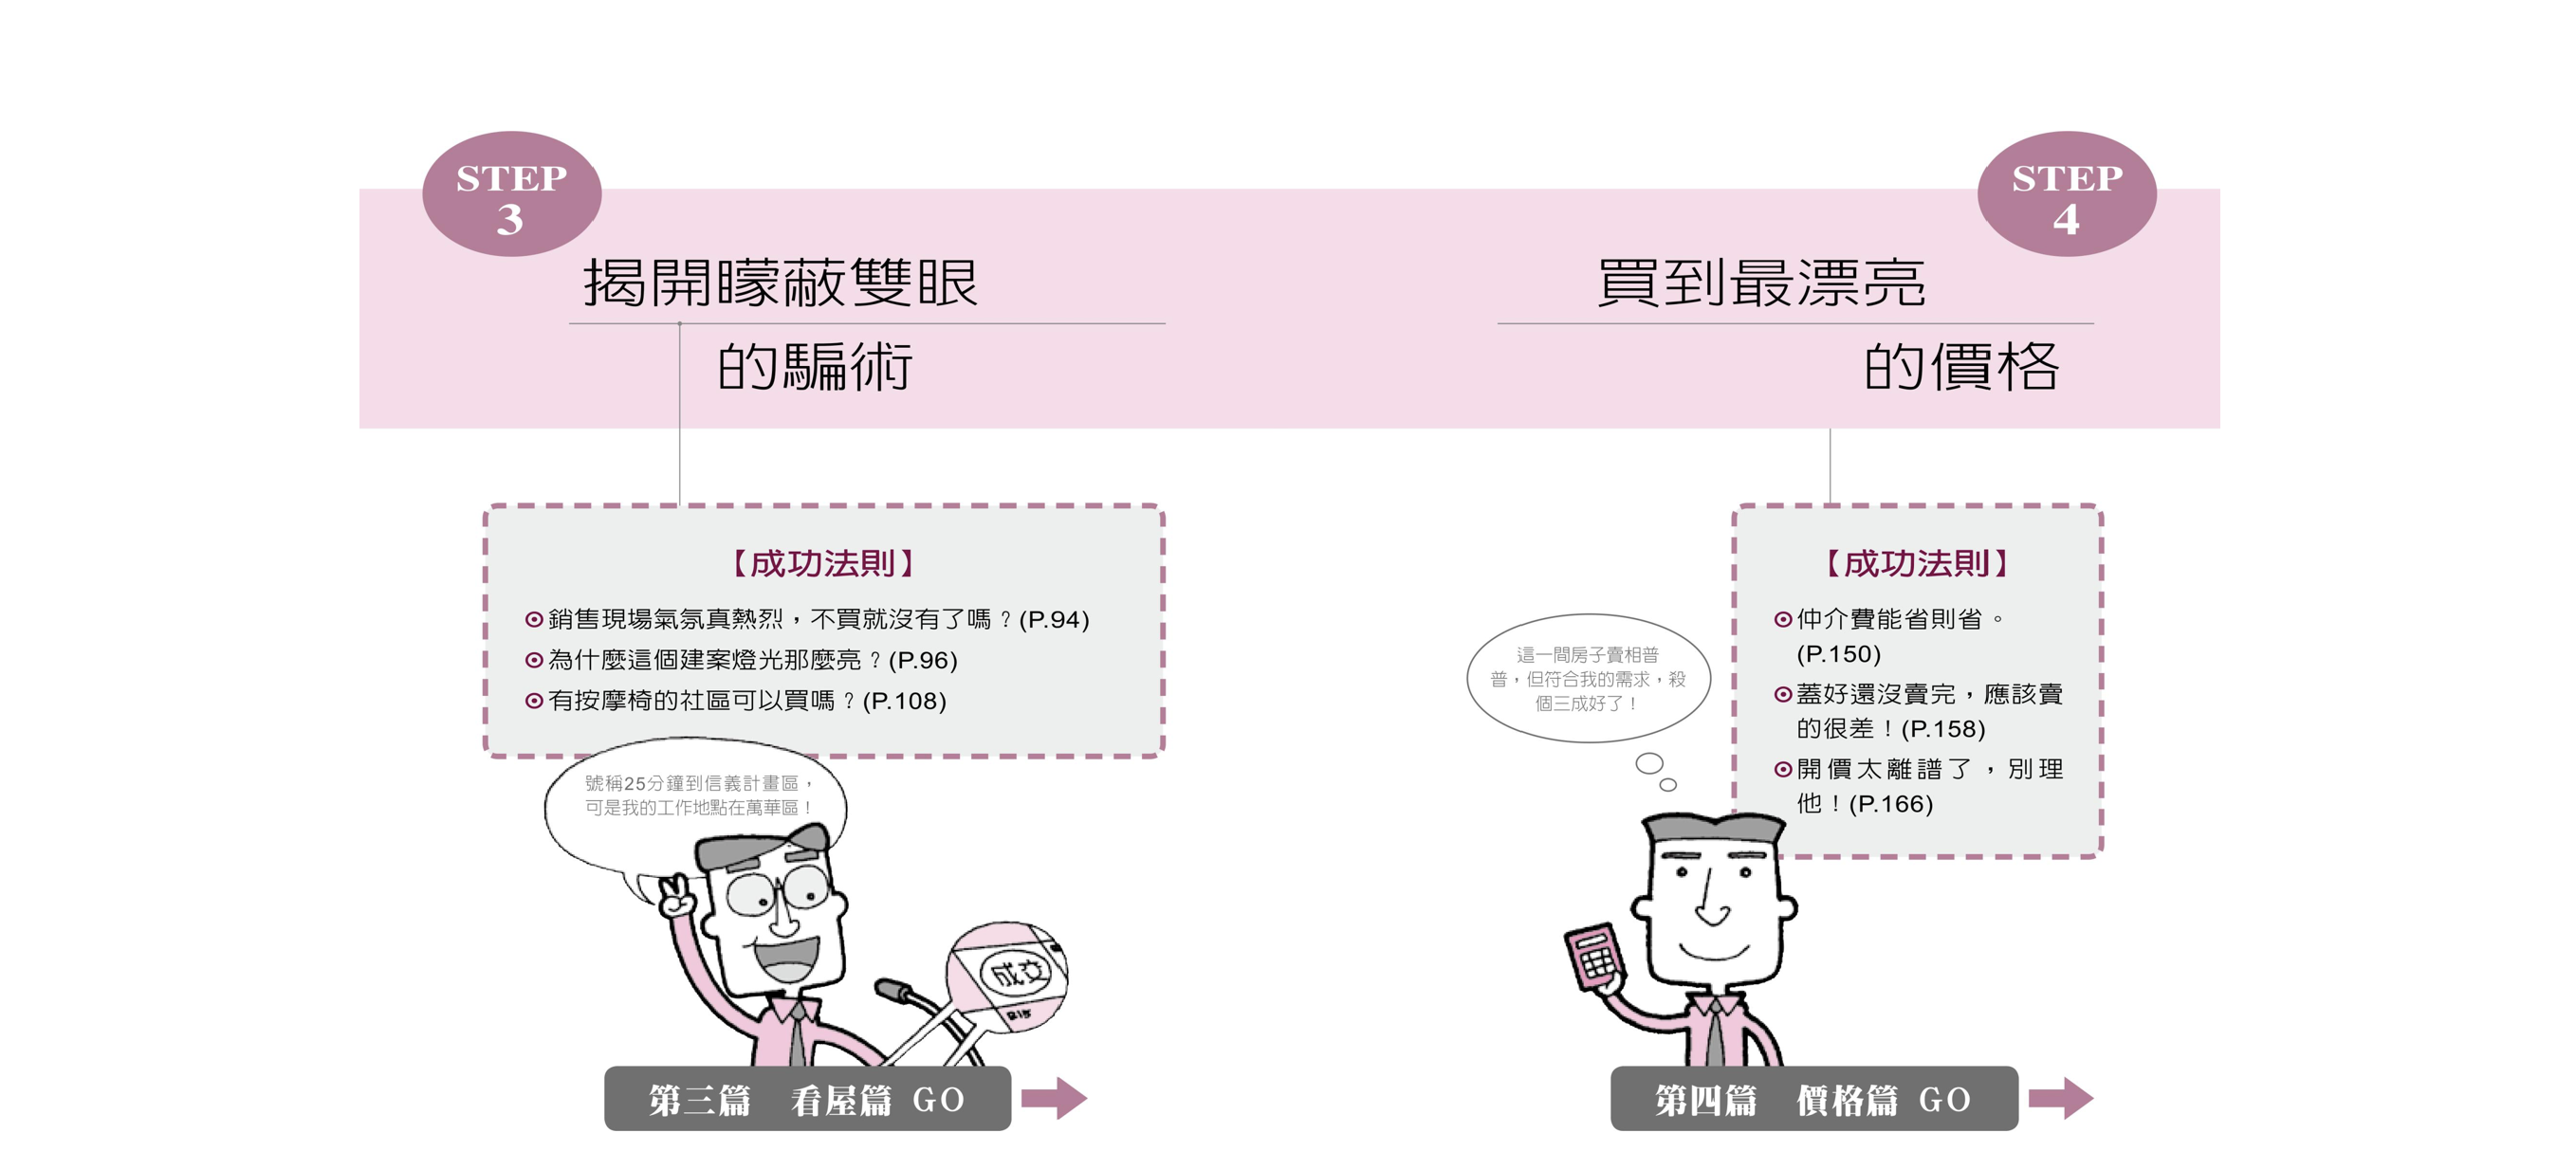 STEP
3
揭開矇蔽雙眼
的騙術
【成功法則】
銷售現場氣氛真熱烈，不買就沒有了嗎？(P.94)
為什麼這個建案燈光那麼亮？(P.96)
有按摩椅的社區可以買嗎？(P.108)
號稱25分鐘到信義計畫區，
可是我的工作地點在萬華區！
成交
第三篇　看屋篇 GO
STEP
4
買到最漂亮
的價格
【成功法則】
仲介費能省則省。
(P.150)
蓋好還沒賣完，應該賣
的很差！(P.158)
開價太離譜了，別理
他！(P.166)
這一間房子賣相普
普，但符合我的需求，殺
個三成好了！
第四篇　價格篇 GO